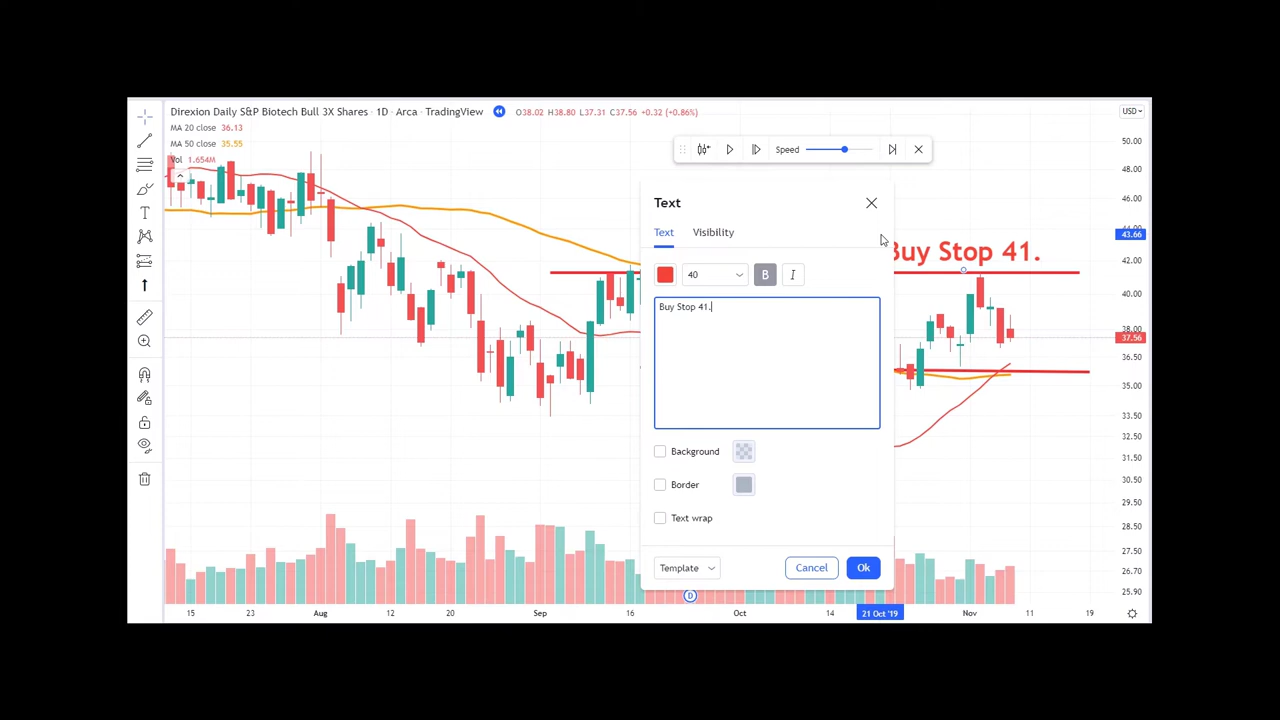 Direxion Daily S&P Biotech Bull 3X Shares · 1D · Arca · TradingView O38.02 H38.80 L37.31 C37.56 +0.32 (+0.86%)
USD
MA 20 close 36.13
MA 50 close 35.55
Vol 1.654M
Speed
50.00
48.00
46.00
43.66
42.00
40.00
38.00
37.56
36.50
35.00
33.50
32.50
31.50
30.50
29.50
28.50
27.50
26.70
25.90
Text
Text Visibility
40 B I
Buy Stop 41.
Buy Stop 41.
Background
Border
Text wrap
Template Cancel Ok
D
15 23 Aug 12 20 Sep 16 Oct 14 21 Oct '19 Nov 11 19